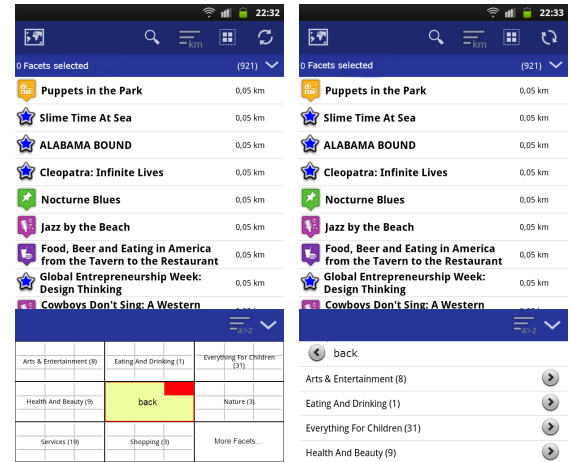 22:32
km
0 Facets selected (921)
Puppets in the Park 0,05 km
Slime Time At Sea 0,05 km
ALABAMA BOUND 0,05 km
Cleopatra: Infinite Lives 0,05 km
Nocturne Blues 0,05 km
Jazz by the Beach 0,05 km
Food, Beer and Eating in America
from the Tavern to the Restaurant 0,05 km
Global Entrepreneurship Week:
Design Thinking 0,05 km
Cowboys Don't Sing: A Western
a>z
Arts & Entertainment (8) Eating And Drinking (1) Everything For Children
(31)
Health And Beauty (9) back Nature (3)
Services (19) Shopping (3) More Facets...
22:33
km
0 Facets selected (921)
Puppets in the Park 0,05 km
Slime Time At Sea 0,05 km
ALABAMA BOUND 0,05 km
Cleopatra: Infinite Lives 0,05 km
Nocturne Blues 0,05 km
Jazz by the Beach 0,05 km
Food, Beer and Eating in America
from the Tavern to the Restaurant 0,05 km
Global Entrepreneurship Week:
Design Thinking 0,05 km
Cowboys Don't Sing: A Western
a>z
back
Arts & Entertainment (8)
Eating And Drinking (1)
Everything For Children (31)
Health And Beauty (9)